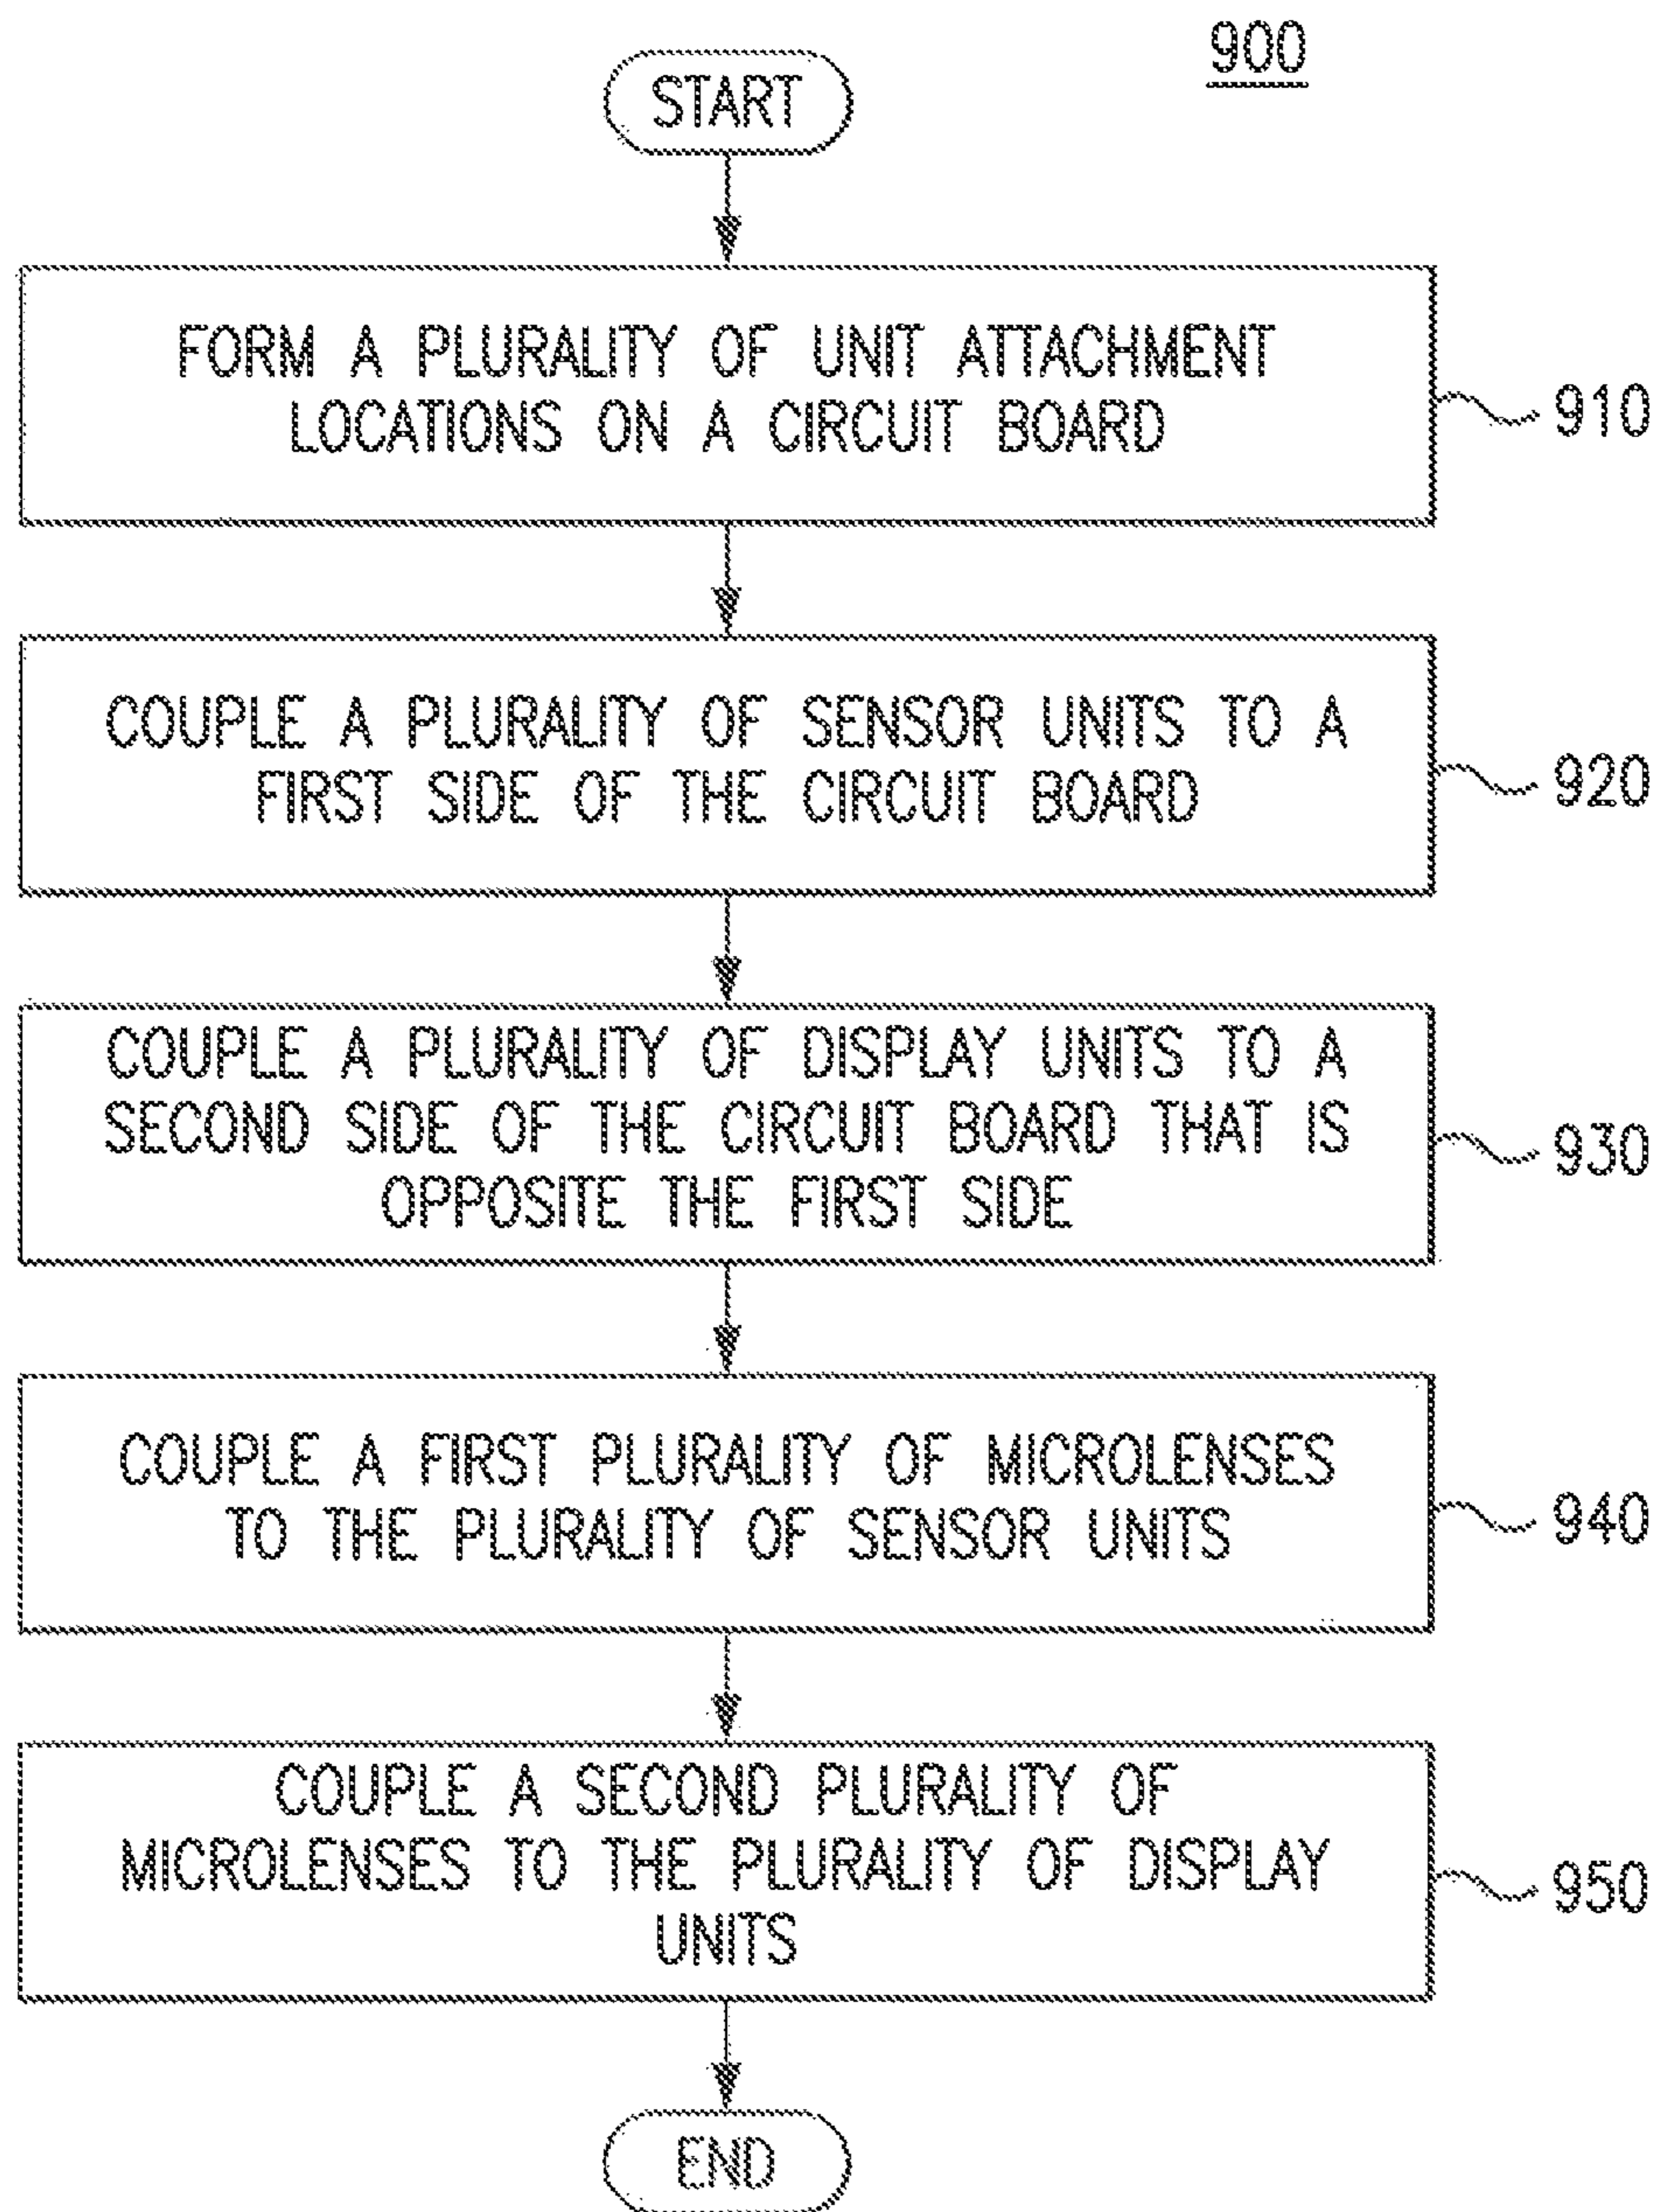 900
START
FORM A PLURALITY OF UNIT ATTACHMENT
LOCATIONS ON A CIRCUIT BOARD
910
COUPLE A PLURALITY OF SENSOR UNITS TO A
FIRST SIDE OF THE CIRCUIT BOARD
920
COUPLE A PLURALITY OF DISPLAY UNITS TO A
SECOND SIDE OF THE CIRCUIT BOARD THAT IS
OPPOSITE THE FIRST SIDE
930
COUPLE A FIRST PLURALITY OF MICROLENSES
TO THE PLURALITY OF SENSOR UNITS
940
COUPLE A SECOND PLURALITY OF
MICROLENSES TO THE PLURALITY OF DISPLAY
UNITS
950
END